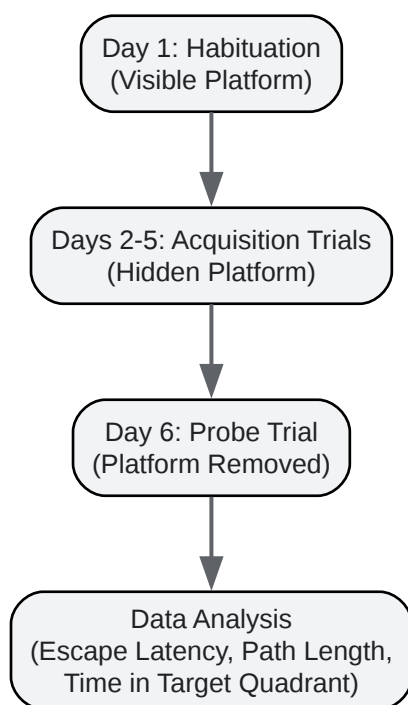 Day 1: Habituation
(Visible Platform)
Days 2-5: Acquisition Trials
(Hidden Platform)
Day 6: Probe Trial
(Platform Removed)
Data Analysis
(Escape Latency, Path Length,
Time in Target Quadrant)